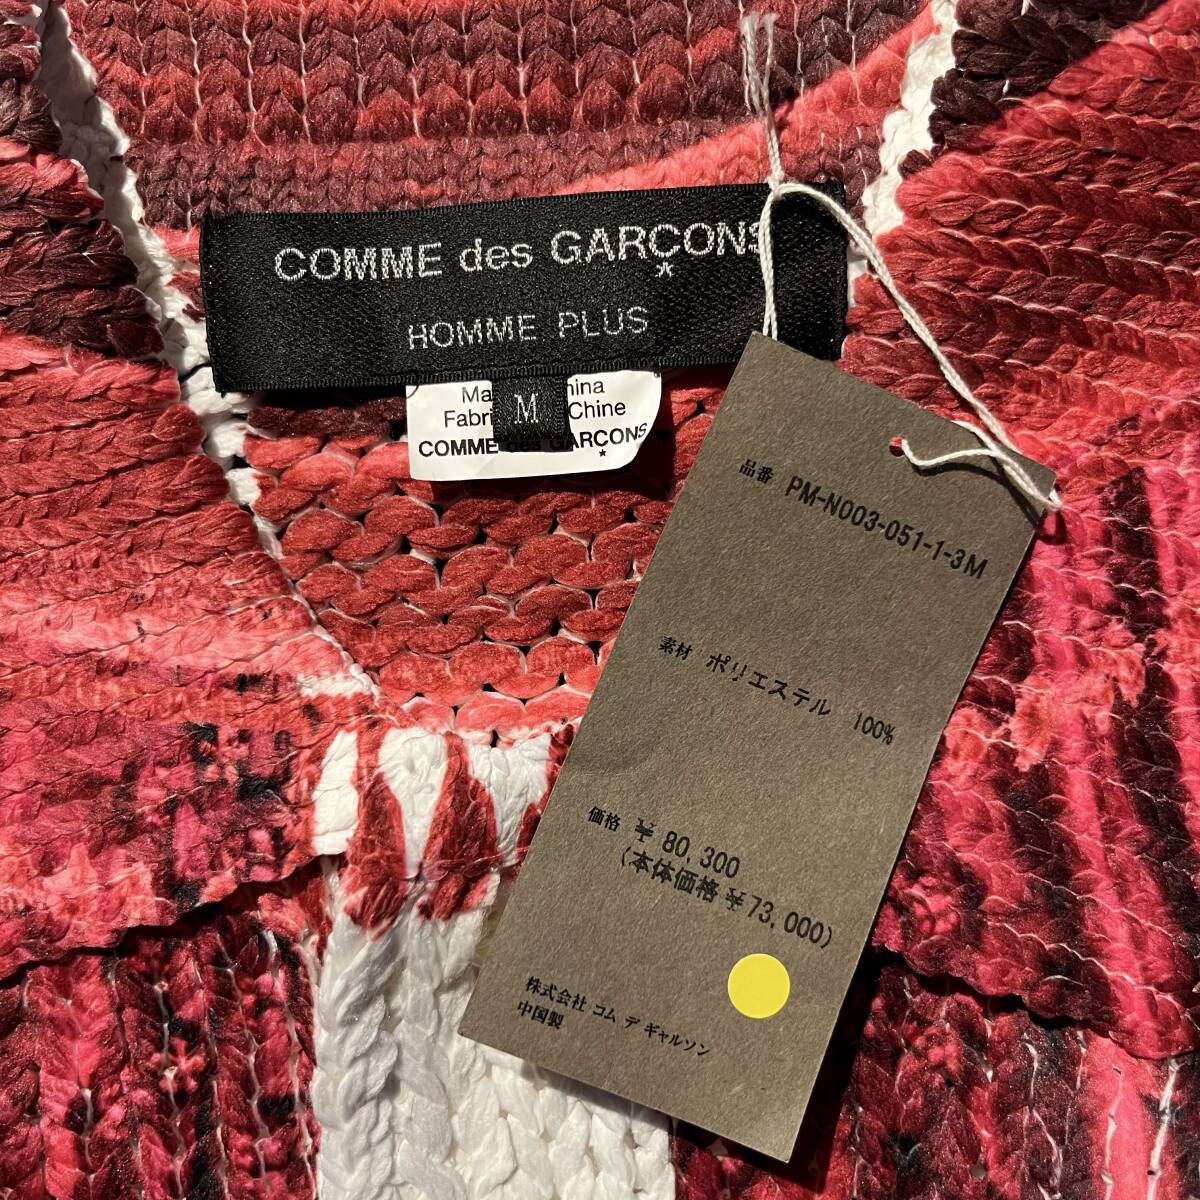 COMME des GARÇONS
HOMME PLUS
M
Fabri Chine
COMME des GARÇONS
品番 PM-N003-051-1-3M
素材 ポリエステル 100%
価格 ¥ 80,300
(本体価格 ¥73,000)
株式会社 コム デ ギャルソン
中国製